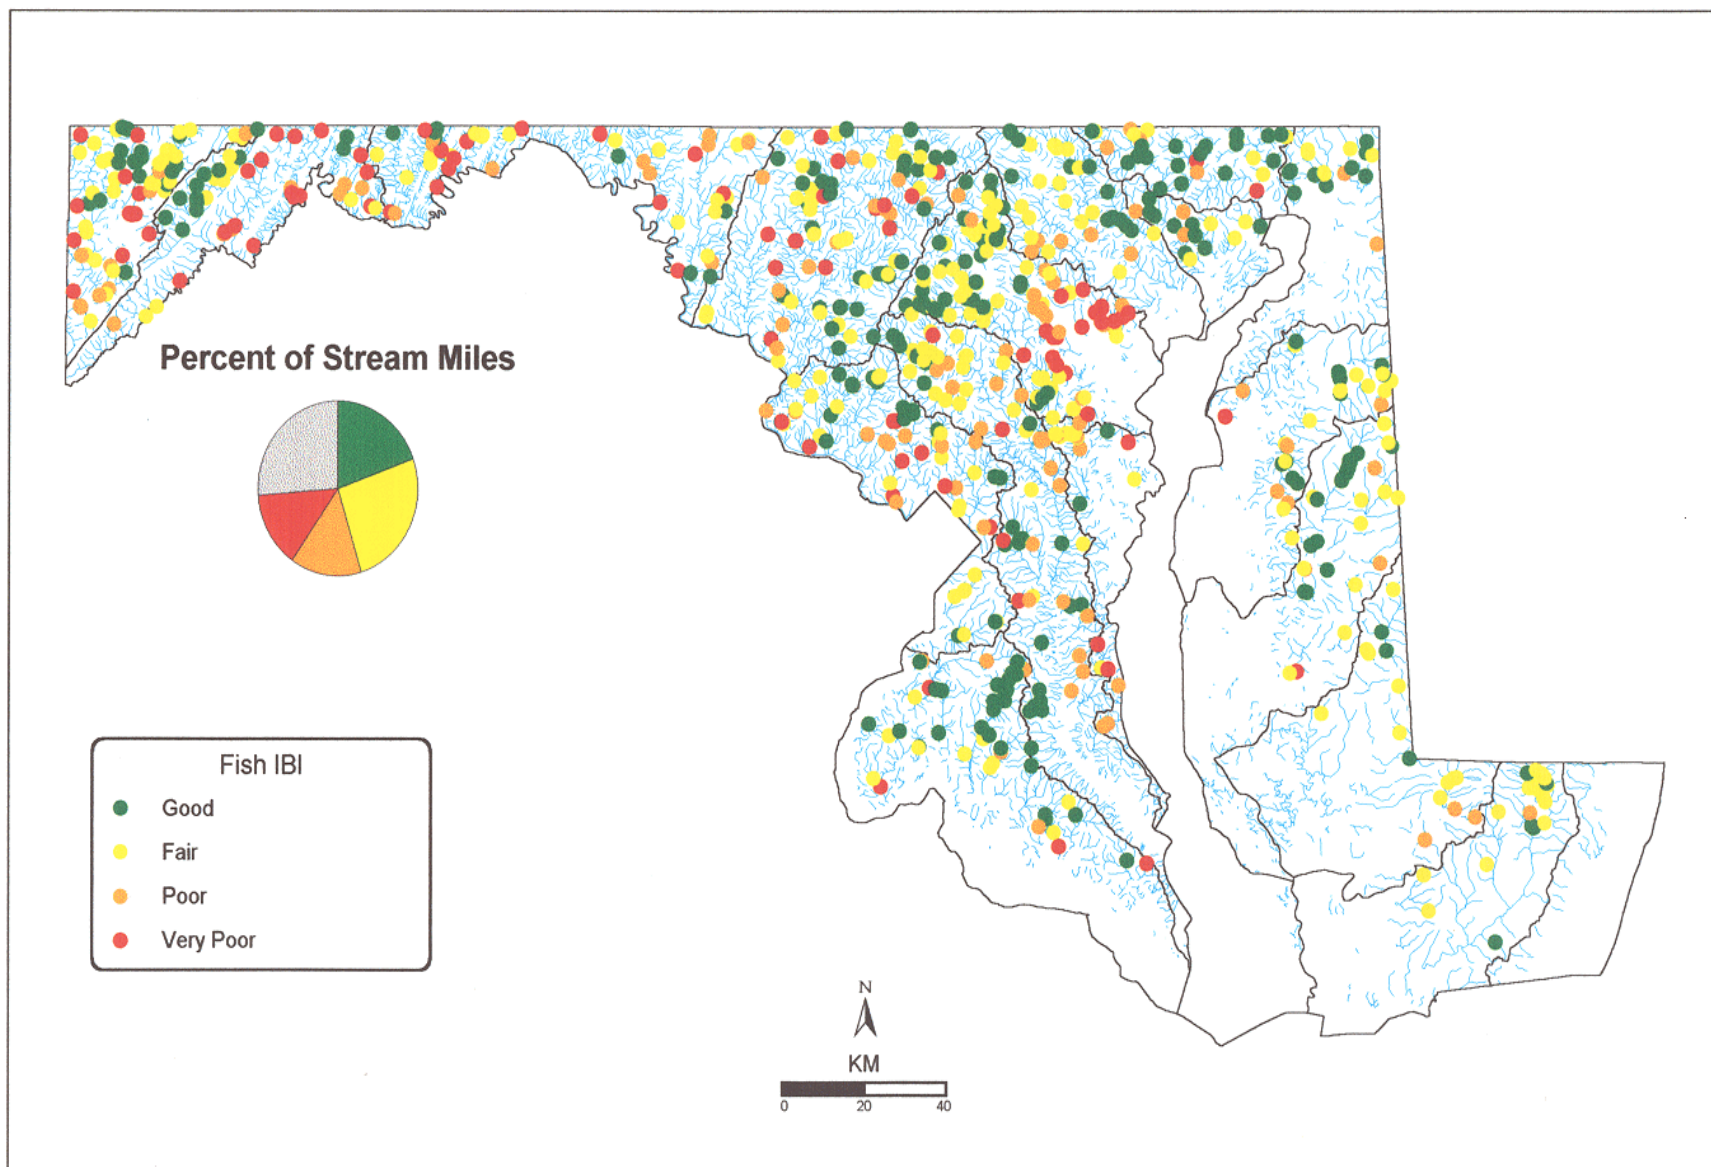 Percent of Stream Miles
Fish IBI
Good
Fair
Poor
Very Poor
N
KM
0 20 40